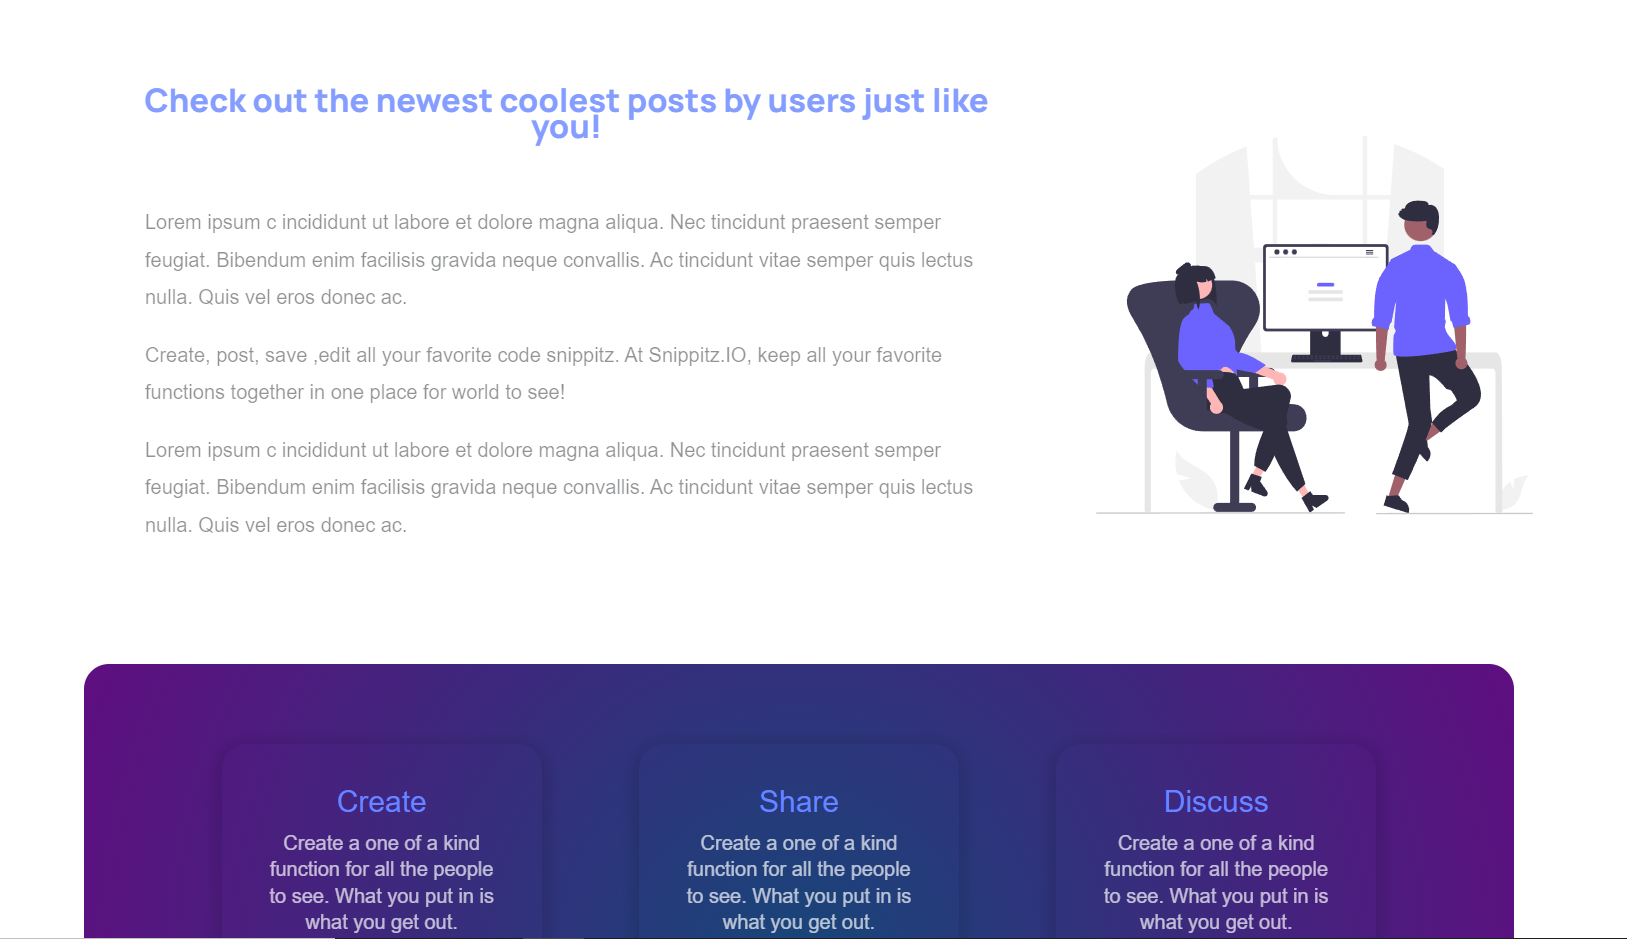 Check out the newest coolest posts by users just like
you!
Lorem ipsum c incididunt ut labore et dolore magna aliqua. Nec tincidunt praesent semper
feugiat. Bibendum enim facilisis gravida neque convallis. Ac tincidunt vitae semper quis lectus
nulla. Quis vel eros donec ac.
Create, post, save ,edit all your favorite code snippitz. At Snippitz.IO, keep all your favorite
functions together in one place for world to see!
Lorem ipsum c incididunt ut labore et dolore magna aliqua. Nec tincidunt praesent semper
feugiat. Bibendum enim facilisis gravida neque convallis. Ac tincidunt vitae semper quis lectus
nulla. Quis vel eros donec ac.
Create
Create a one of a kind
function for all the people
to see. What you put in is
what you get out.
Share
Create a one of a kind
function for all the people
to see. What you put in is
what you get out.
Discuss
Create a one of a kind
function for all the people
to see. What you put in is
what you get out.